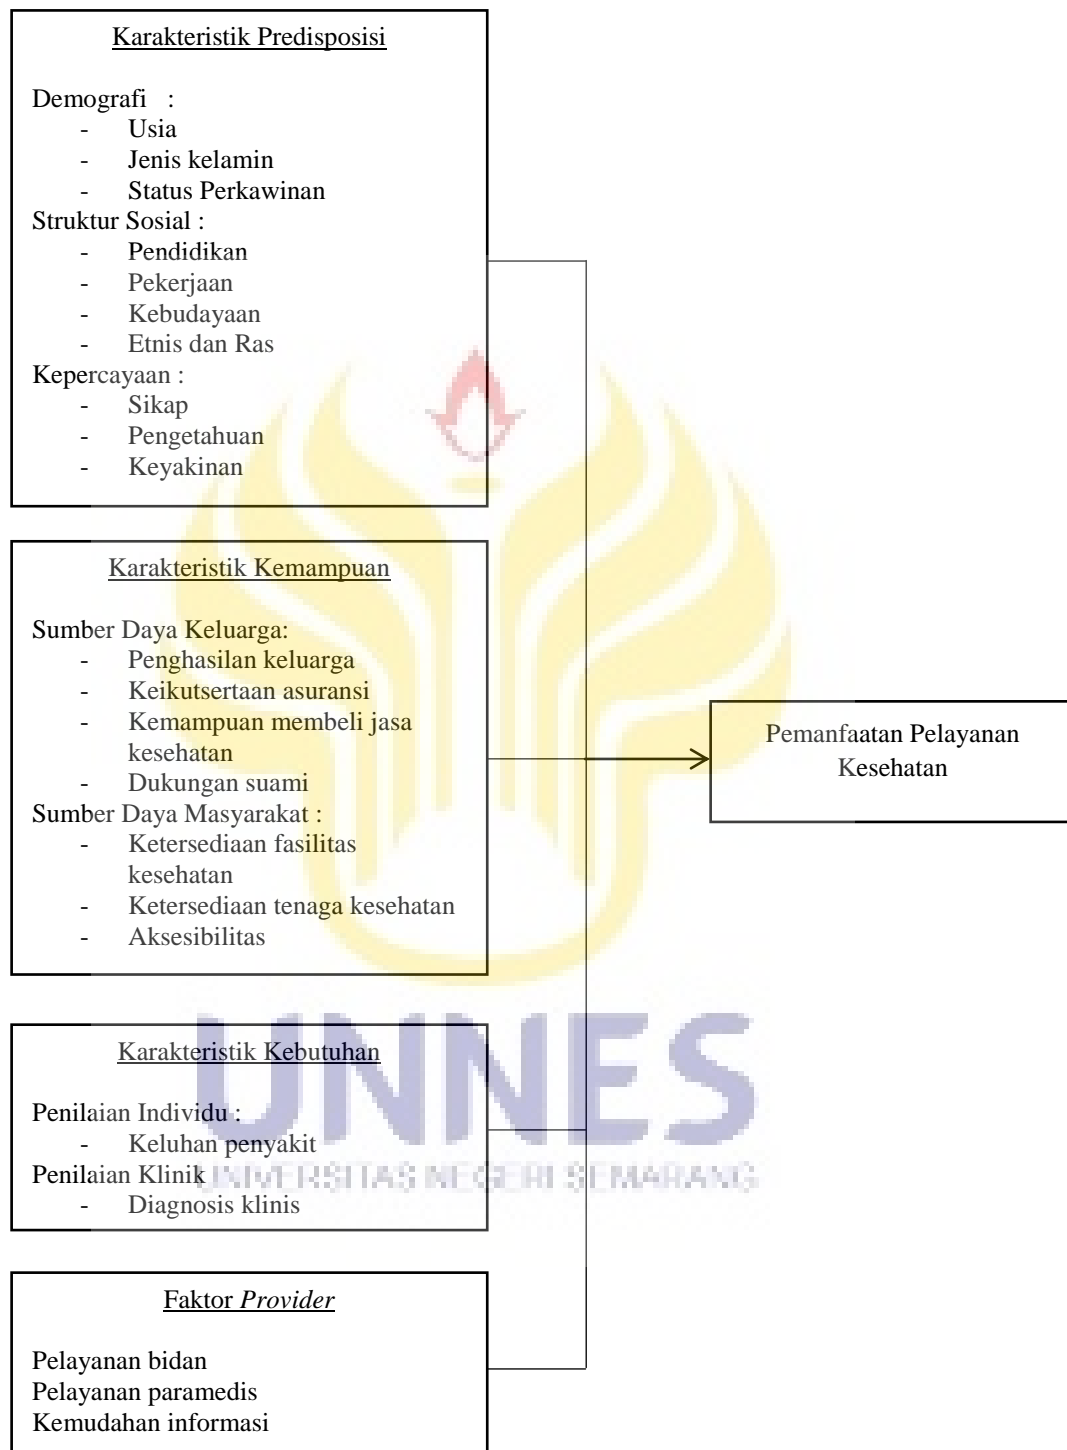 Karakteristik Predisposisi
Demografi :
- Usia
- Jenis kelamin
- Status Perkawinan
Struktur Sosial :
- Pendidikan
- Pekerjaan
- Kebudayaan
- Etnis dan Ras
Kepercayaan :
- Sikap
- Pengetahuan
- Keyakinan
Karakteristik Kemampuan
Sumber Daya Keluarga:
- Penghasilan keluarga
- Keikutsertaan asuransi
- Kemampuan membeli jasa
kesehatan
- Dukungan suami
Sumber Daya Masyarakat :
- Ketersediaan fasilitas
kesehatan
- Ketersediaan tenaga kesehatan
- Aksesibilitas
Pemanfaatan Pelayanan
Kesehatan
Karakteristik Kebutuhan
Penilaian Individu :
- Keluhan penyakit
Penilaian Klinik
- Diagnosis klinis
UNNES
UNIVERSITAS NEGERI SEMARANG
Faktor Provider
Pelayanan bidan
Pelayanan paramedis
Kemudahan informasi